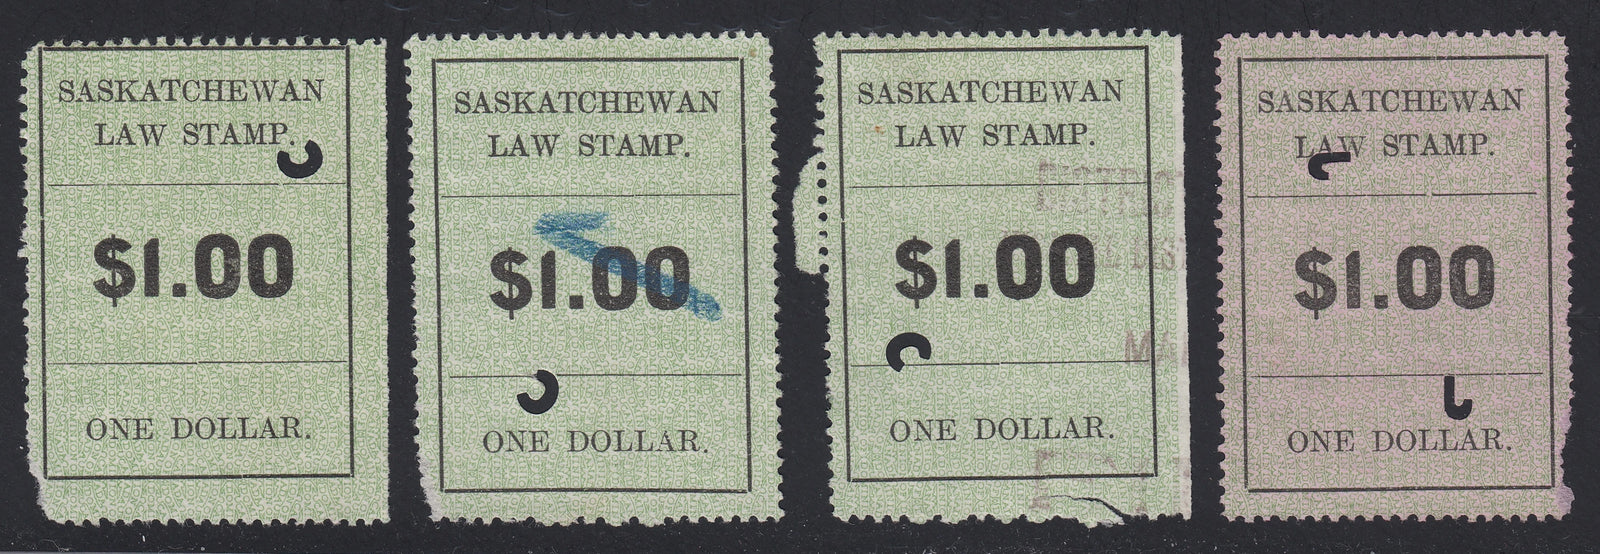 SASKATCHEWAN
LAW STAMP.
$1.00
ONE DOLLAR.
SASKATCHEWAN
LAW STAMP.
$1.00
ONE DOLLAR.
SASKATCHEWAN
LAW STAMP.
$1.00
ONE DOLLAR.
SASKATCHEWAN
LAW STAMP.
$1.00
ONE DOLLAR.